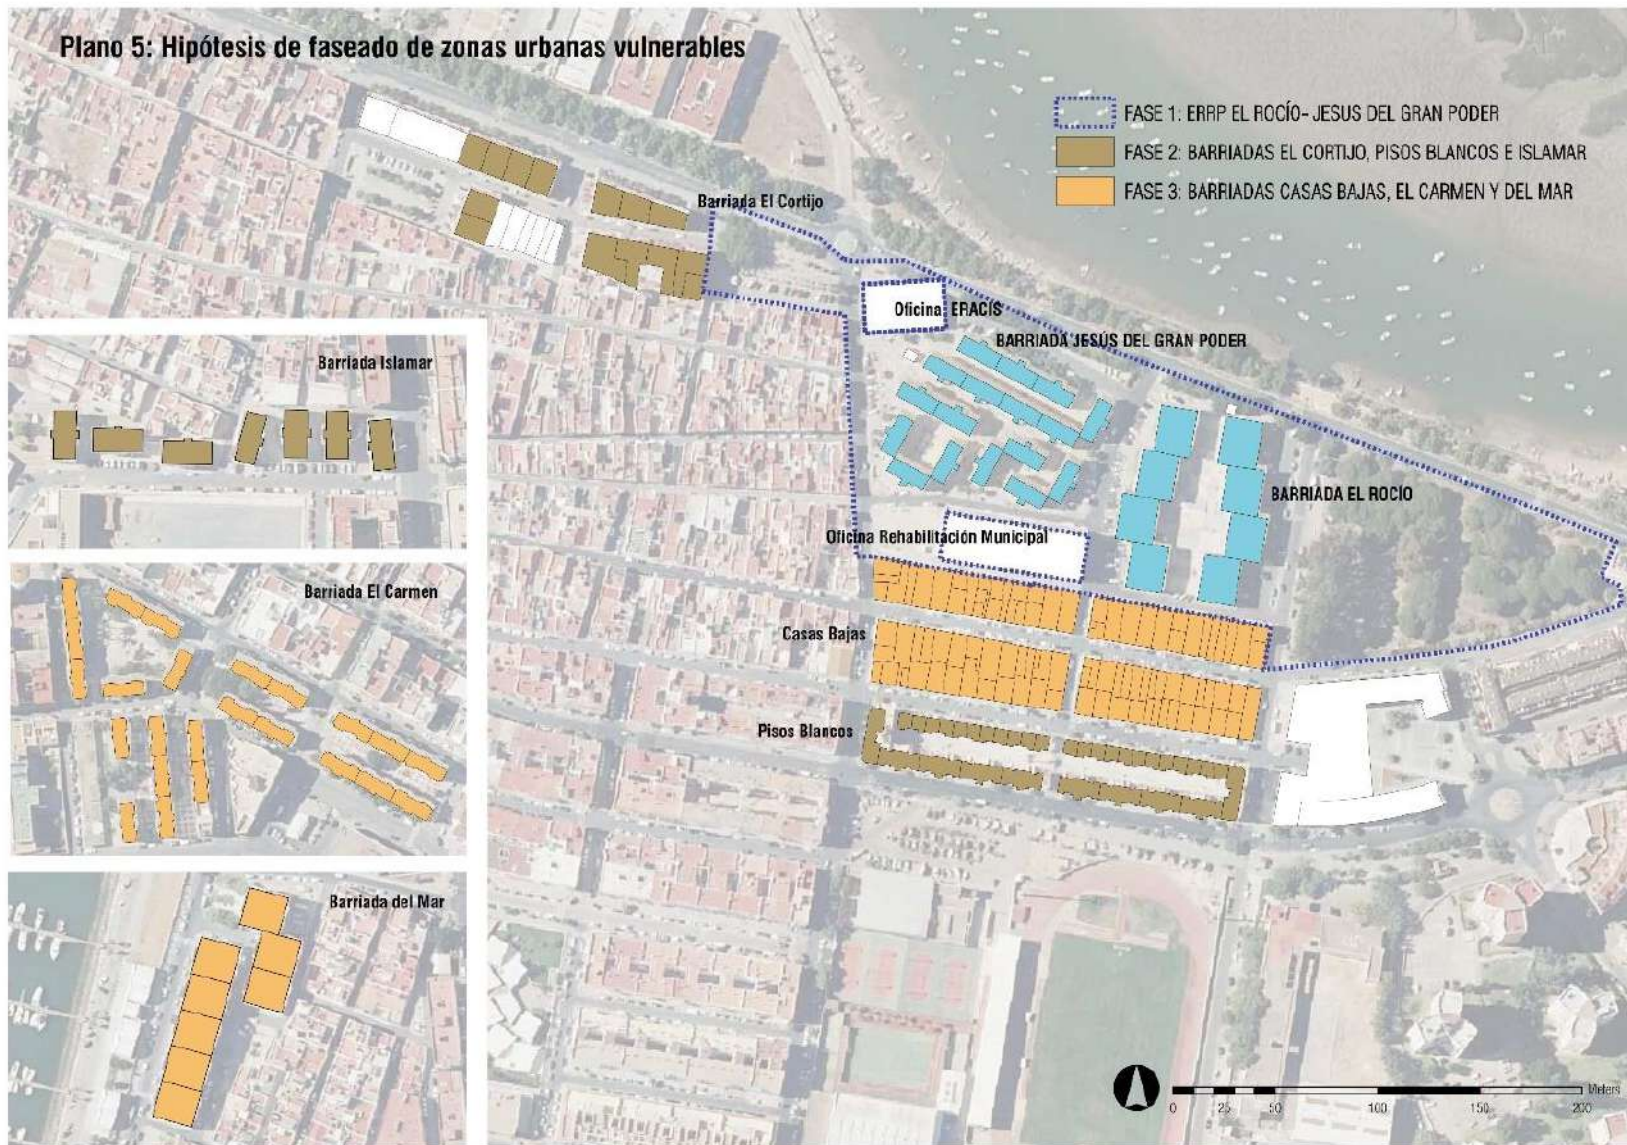 Plano 5: Hipótesis de faseado de zonas urbanas vulnerables
FASE 1: ERRP EL ROCÍO- JESUS DEL GRAN PODER
FASE 2: BARRIADAS EL CORTIJO, PISOS BLANCOS E ISLAMAR
FASE 3: BARRIADAS CASAS BAJAS, EL CARMEN Y DEL MAR
Barriada El Cortijo
Oficina ERACIS
BARRIADA JESÚS DEL GRAN PODER
Barriada Islamar
BARRIADA EL ROCÍO
Oficina Rehabilitación Municipal
Barriada El Carmen
Casas Bajas
Pisos Blancos
Barriada del Mar
Meters
0 25 50 100 150 200